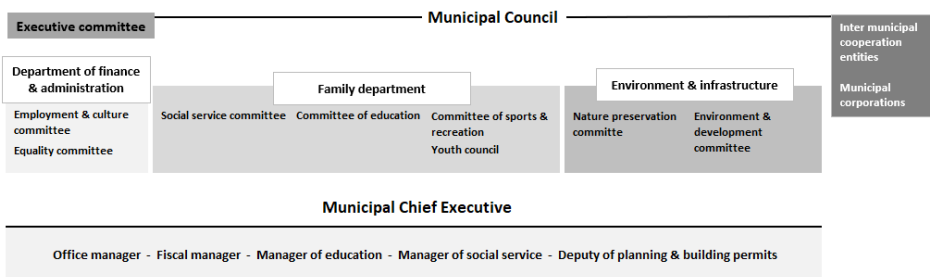 Municipal Council
Executive committee
Inter municipal
cooperation
entities
Municipal
corporations
Department of finance
& administration
Employment & culture
committee
Equality committee
Family department
Social service committee
Committee of education
Committee of sports &
recreation
Youth council
Environment & infrastructure
Nature preservation
committe
Environment &
development
committee
Municipal Chief Executive
Office manager - Fiscal manager - Manager of education - Manager of social service - Deputy of planning & building permits